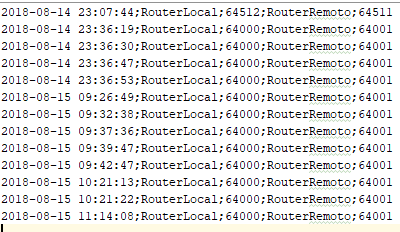 2018-08-14 23:07:44;RouterLocal;64512;RouterRemoto;64511
2018-08-14 23:36:19;RouterLocal;64000;RouterRemoto;64001
2018-08-14 23:36:30;RouterLocal;64000;RouterRemoto;64001
2018-08-14 23:36:47;RouterLocal;64000;RouterRemoto;64001
2018-08-14 23:36:53;RouterLocal;64000;RouterRemoto;64001
2018-08-15 09:26:49;RouterLocal;64000;RouterRemoto;64001
2018-08-15 09:32:38;RouterLocal;64000;RouterRemoto;64001
2018-08-15 09:37:36;RouterLocal;64000;RouterRemoto;64001
2018-08-15 09:39:47;RouterLocal;64000;RouterRemoto;64001
2018-08-15 09:42:47;RouterLocal;64000;RouterRemoto;64001
2018-08-15 10:21:13;RouterLocal;64000;RouterRemoto;64001
2018-08-15 10:21:22;RouterLocal;64000;RouterRemoto;64001
2018-08-15 11:14:08;RouterLocal;64000;RouterRemoto;64001